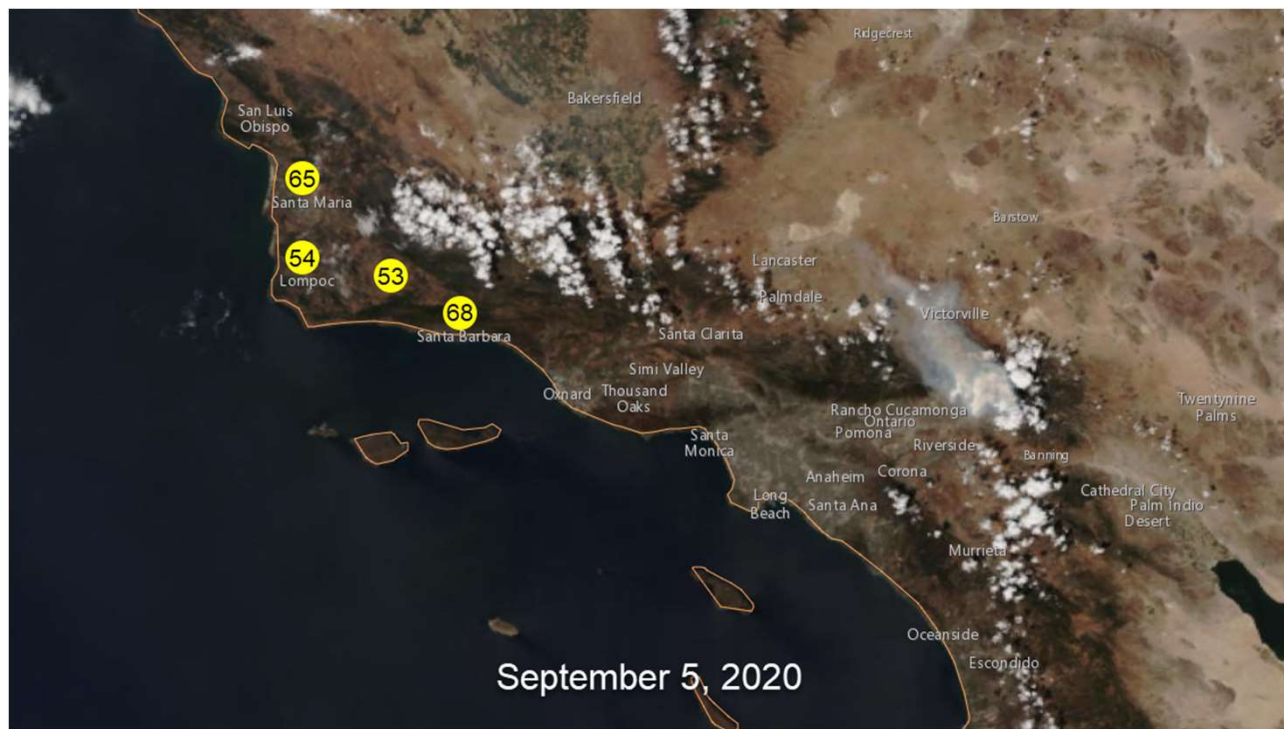 Ridgecrest
Bakersfield
San Luis
Obispo
65
Santa Maria
Barstow
54
Lompoc
53
Lancaster
Palmdale
68
Santa Barbara
Victorville
Santa Clarita
Simi Valley
Oxnard
Thousand
Oaks
Twentynine
Palms
Rancho Cucamonga
Ontario
Pomona
Santa
Monica
Riverside
Banning
Corona
Anaheim
Cathedral City
Long
Beach
Santa Ana
Palm Indio
Desert
Murrieta
Oceanside
Escondido
September 5, 2020